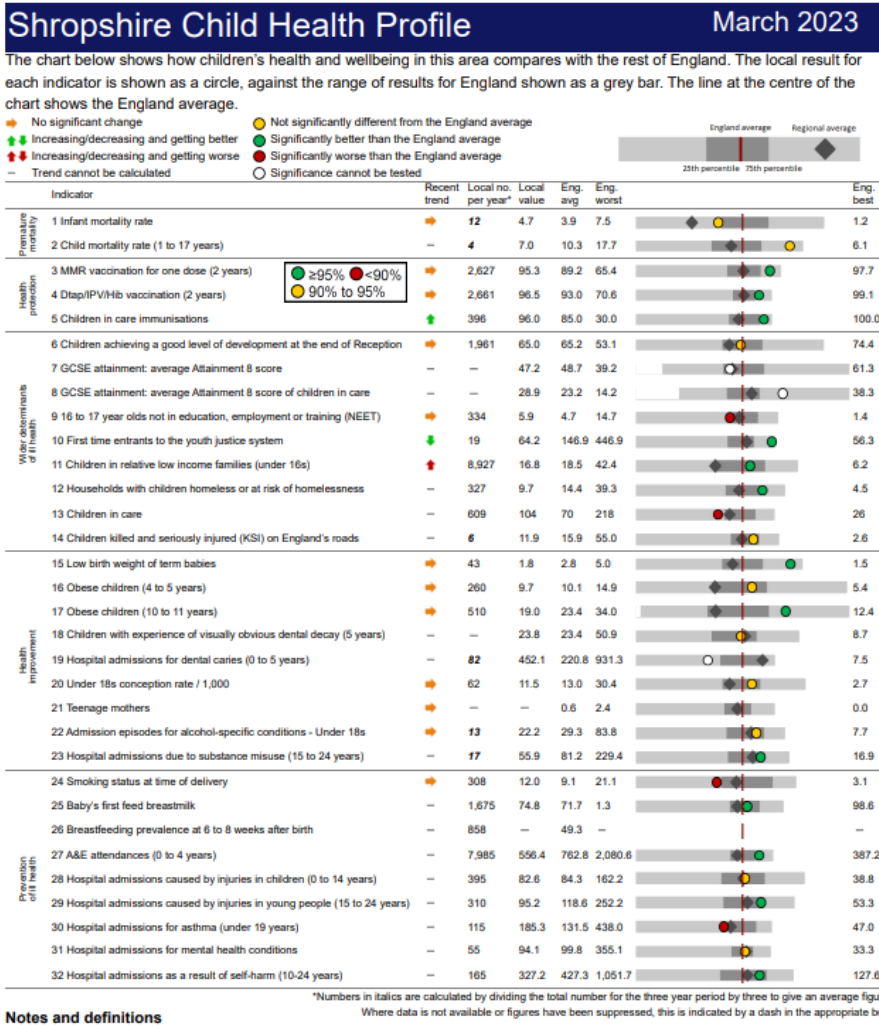 Shropshire Child Health Profile March 2023
The chart below shows how children's health and wellbeing in this area compares with the rest of England. The local result for
each indicator is shown as a circle, against the range of results for England shown as a grey bar. The line at the centre of the
chart shows the England average.
No significant change Not significantly different from the England average
Increasing/decreasing and getting better Significantly better than the England average
Increasing/decreasing and getting worse Significantly worse than the England average
– Trend cannot be calculated Significance cannot be tested
England average Regional average
25th percentile 75th percentile
Indicator Recent trend Local no. per year* Local value Eng. avg Eng. worst Eng. best
Premature mortality
1 Infant mortality rate 12 4.7 3.9 7.5 1.2
2 Child mortality rate (1 to 17 years) – 4 7.0 10.3 17.7 6.1
Health protection
≥95% <90%
90% to 95%
3 MMR vaccination for one dose (2 years) 2,627 95.3 89.2 65.4 97.7
4 Dtap/IPV/Hib vaccination (2 years) 2,661 96.5 93.0 70.6 99.1
5 Children in care immunisations 396 96.0 85.0 30.0 100.0
Wider determinants of ill health
6 Children achieving a good level of development at the end of Reception 1,961 65.0 65.2 53.1 74.4
7 GCSE attainment: average Attainment 8 score – – 47.2 48.7 39.2 61.3
8 GCSE attainment: average Attainment 8 score of children in care – – 28.9 23.2 14.2 38.3
9 16 to 17 year olds not in education, employment or training (NEET) 334 5.9 4.7 14.7 1.4
10 First time entrants to the youth justice system 19 64.2 146.9 446.9 56.3
11 Children in relative low income families (under 16s) 8,927 16.8 18.5 42.4 6.2
12 Households with children homeless or at risk of homelessness – 327 9.7 14.4 39.3 4.5
13 Children in care – 609 104 70 218 26
14 Children killed and seriously injured (KSI) on England's roads – 6 11.9 15.9 55.0 2.6
Health improvement
15 Low birth weight of term babies 43 1.8 2.8 5.0 1.5
16 Obese children (4 to 5 years) 260 9.7 10.1 14.9 5.4
17 Obese children (10 to 11 years) 510 19.0 23.4 34.0 12.4
18 Children with experience of visually obvious dental decay (5 years) – – 23.8 23.4 50.9 8.7
19 Hospital admissions for dental caries (0 to 5 years) – 82 452.1 220.8 931.3 7.5
20 Under 18s conception rate / 1,000 62 11.5 13.0 30.4 2.7
21 Teenage mothers – – 0.6 2.4 0.0
22 Admission episodes for alcohol-specific conditions - Under 18s 13 22.2 29.3 83.8 7.7
23 Hospital admissions due to substance misuse (15 to 24 years) – 17 55.9 81.2 229.4 16.9
Prevention of ill health
24 Smoking status at time of delivery 308 12.0 9.1 21.1 3.1
25 Baby's first feed breastmilk – 1,675 74.8 71.7 1.3 98.6
26 Breastfeeding prevalence at 6 to 8 weeks after birth – 858 – 49.3 – –
27 A&E attendances (0 to 4 years) – 7,985 556.4 762.8 2,080.6 387.2
28 Hospital admissions caused by injuries in children (0 to 14 years) – 395 82.6 84.3 162.2 38.8
29 Hospital admissions caused by injuries in young people (15 to 24 years) – 310 95.2 118.6 252.2 53.3
30 Hospital admissions for asthma (under 19 years) – 115 185.3 131.5 438.0 47.0
31 Hospital admissions for mental health conditions – 55 94.1 99.8 355.1 33.3
32 Hospital admissions as a result of self-harm (10-24 years) – 165 327.2 427.3 1,051.7 127.6
*Numbers in italics are calculated by dividing the total number for the three year period by three to give an average figu
Notes and definitions Where data is not available or figures have been suppressed, this is indicated by a dash in the appropriate b